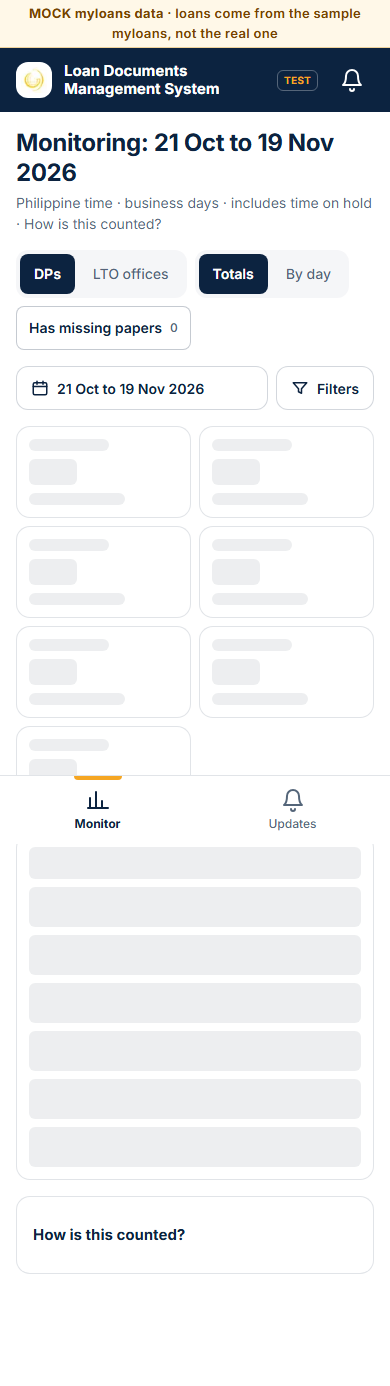 MOCK myloans data · loans come from the sample
myloans, not the real one
Loan Documents
Management System
TEST
Monitoring: 21 Oct to 19 Nov
2026
Philippine time · business days · includes time on hold
· How is this counted?
DPs
LTO offices
Totals
By day
Has missing papers 0
21 Oct to 19 Nov 2026
Filters
Monitor
Updates
How is this counted?